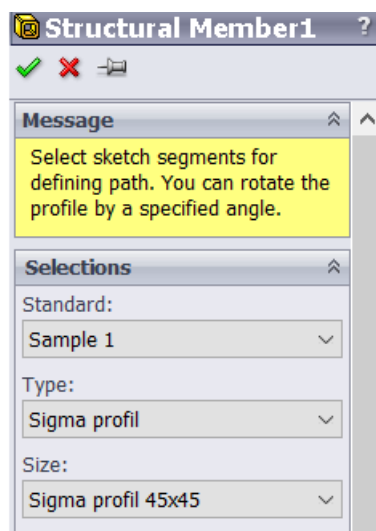 Structural Member1 ?
Message
Select sketch segments for
defining path. You can rotate the
profile by a specified angle.
Selections
Standard:
Sample 1
Type:
Sigma profil
Size:
Sigma profil 45x45